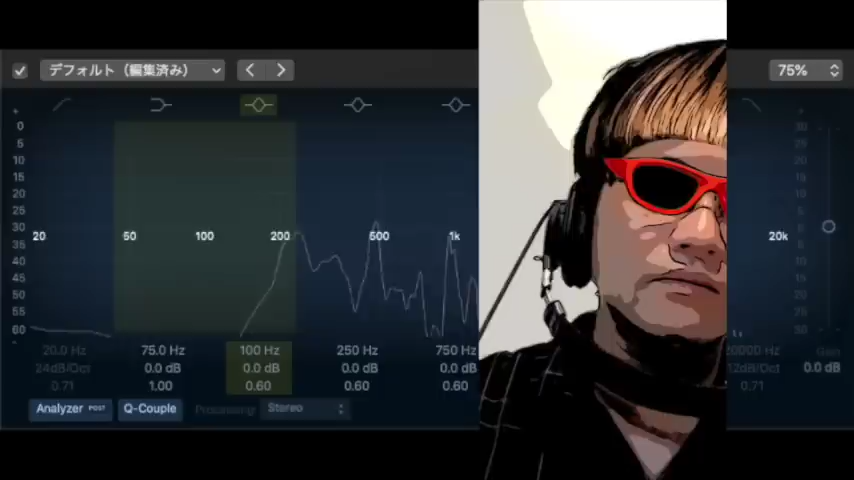 デフォルト（編集済み）
75%
+ +
0 30
5 25
10 20
15 15
20 10
25 5
30 20 50 100 200 500 1k 20k 0
35 5
40 10
45 15
50 20
55 25
60 30
- -
20.0 Hz 75.0 Hz 100 Hz 250 Hz 750 Hz 20000 Hz Gain
24dB/Oct 0.0 dB 0.0 dB 0.0 dB 0.0 dB 12dB/Oct 0.0 dB
0.71 1.00 0.60 0.60 0.60 0.71
Analyzer POST Q-Couple Processing: Stereo